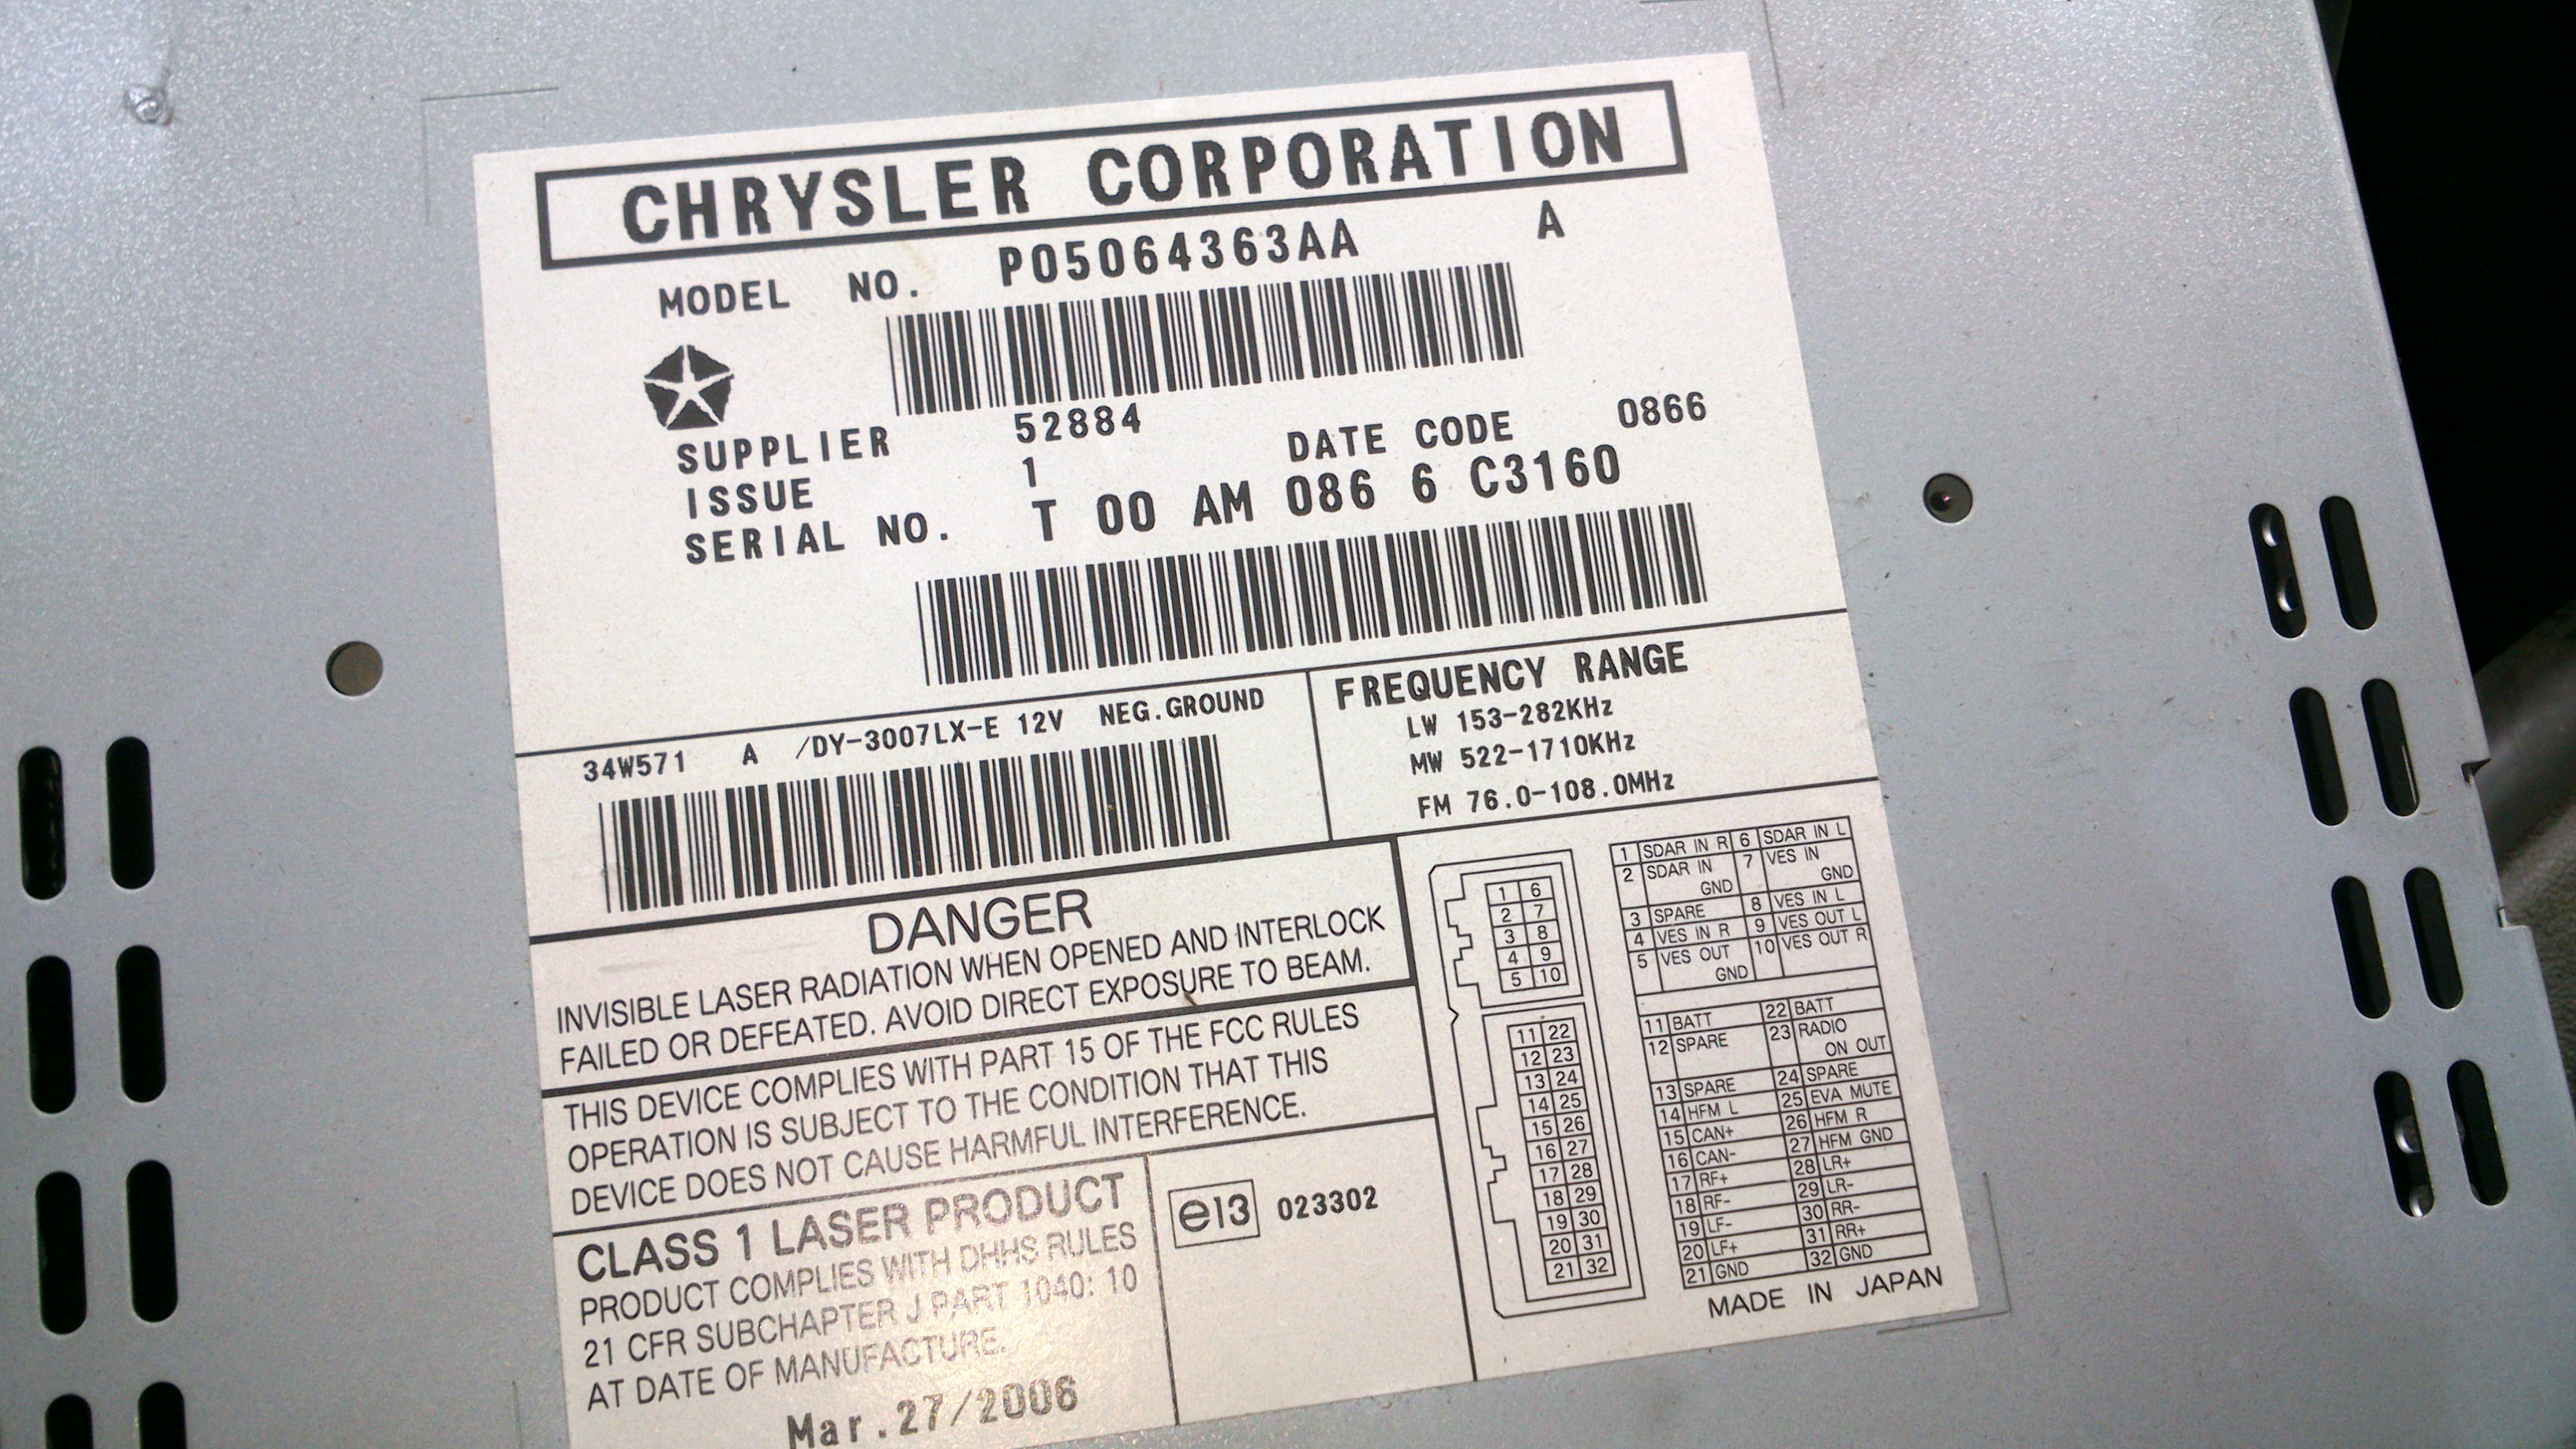 CHRYSLER CORPORATION
MODEL NO. P05064363AA A
SUPPLIER 52884 DATE CODE 0866
ISSUE 1
SERIAL NO. T 00 AM 086 6 C3160
34W571 A /DY-3007LX-E 12V NEG.GROUND
FREQUENCY RANGE
LW 153-282KHz
MW 522-1710KHz
FM 76.0-108.0MHz
DANGER
INVISIBLE LASER RADIATION WHEN OPENED AND INTERLOCK
FAILED OR DEFEATED. AVOID DIRECT EXPOSURE TO BEAM.
THIS DEVICE COMPLIES WITH PART 15 OF THE FCC RULES
OPERATION IS SUBJECT TO THE CONDITION THAT THIS
DEVICE DOES NOT CAUSE HARMFUL INTERFERENCE.
CLASS 1 LASER PRODUCT
PRODUCT COMPLIES WITH DHHS RULES
21 CFR SUBCHAPTER J PART 1040: 10
AT DATE OF MANUFACTURE.
Mar.27/2006
e13 023302
1 6
2 7
3 8
4 9
5 10
11 22
12 23
13 24
14 25
15 26
16 27
17 28
18 29
19 30
20 31
21 32
1 SDAR IN R 6 SDAR IN L
2 SDAR IN GND 7 VES IN GND
3 SPARE 8 VES IN L
4 VES IN R 9 VES OUT L
5 VES OUT GND 10 VES OUT R
11 BATT 22 BATT
12 SPARE 23 RADIO ON OUT
13 SPARE 24 SPARE
14 HFM L 25 EVA MUTE
15 CAN+ 26 HFM R
16 CAN- 27 HFM GND
17 RF+ 28 LR+
18 RF- 29 LR-
19 LF- 30 RR-
20 LF+ 31 RR+
21 GND 32 GND
MADE IN JAPAN